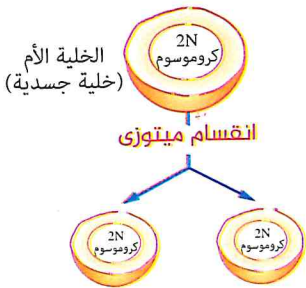 2N
كروموسوم
الخلية الأم
(خلية جسدية)
انقسام ميتوزى
2N
كروموسوم
2N
كروموسوم